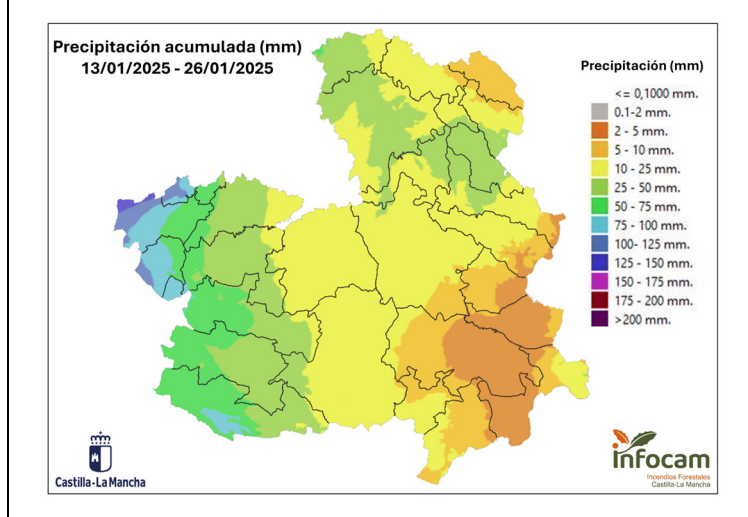 Precipitación acumulada (mm)
13/01/2025 - 26/01/2025
Precipitación (mm)
<= 0,1000 mm.
0.1-2 mm.
2 - 5 mm.
5 - 10 mm.
10 - 25 mm.
25 - 50 mm.
50 - 75 mm.
75 - 100 mm.
100- 125 mm.
125 - 150 mm.
150 - 175 mm.
175 - 200 mm.
>200 mm.
Castilla-La Mancha
infocam
Incendios Forestales
Castilla-La Mancha